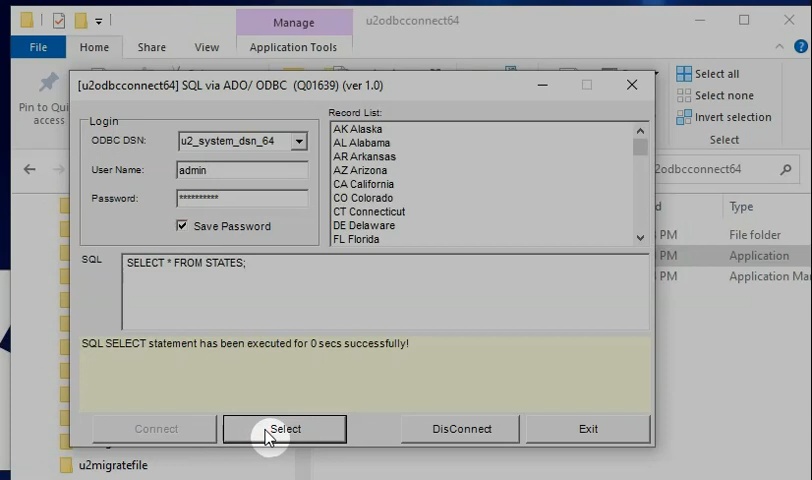 Manage
u2odbcconnect64
File
Home
Share
View
Application Tools
Pin to Qui
access
[u2odbcconnect64] SQL via ADO/ ODBC (Q01639) (ver 1.0)
Select all
Select none
Invert selection
Select
Login
ODBC DSN:
u2_system_dsn_64
User Name:
admin
Password:
**********
Save Password
Record List:
AK Alaska
AL Alabama
AR Arkansas
AZ Arizona
CA California
CO Colorado
CT Connecticut
DE Delaware
FL Florida
2odbcconnect64
d
Type
PM
File folder
PM
Application
PM
Application Ma
SQL
SELECT * FROM STATES;
SQL SELECT statement has been executed for 0 secs successfully!
Connect
Select
DisConnect
Exit
u2migratefile